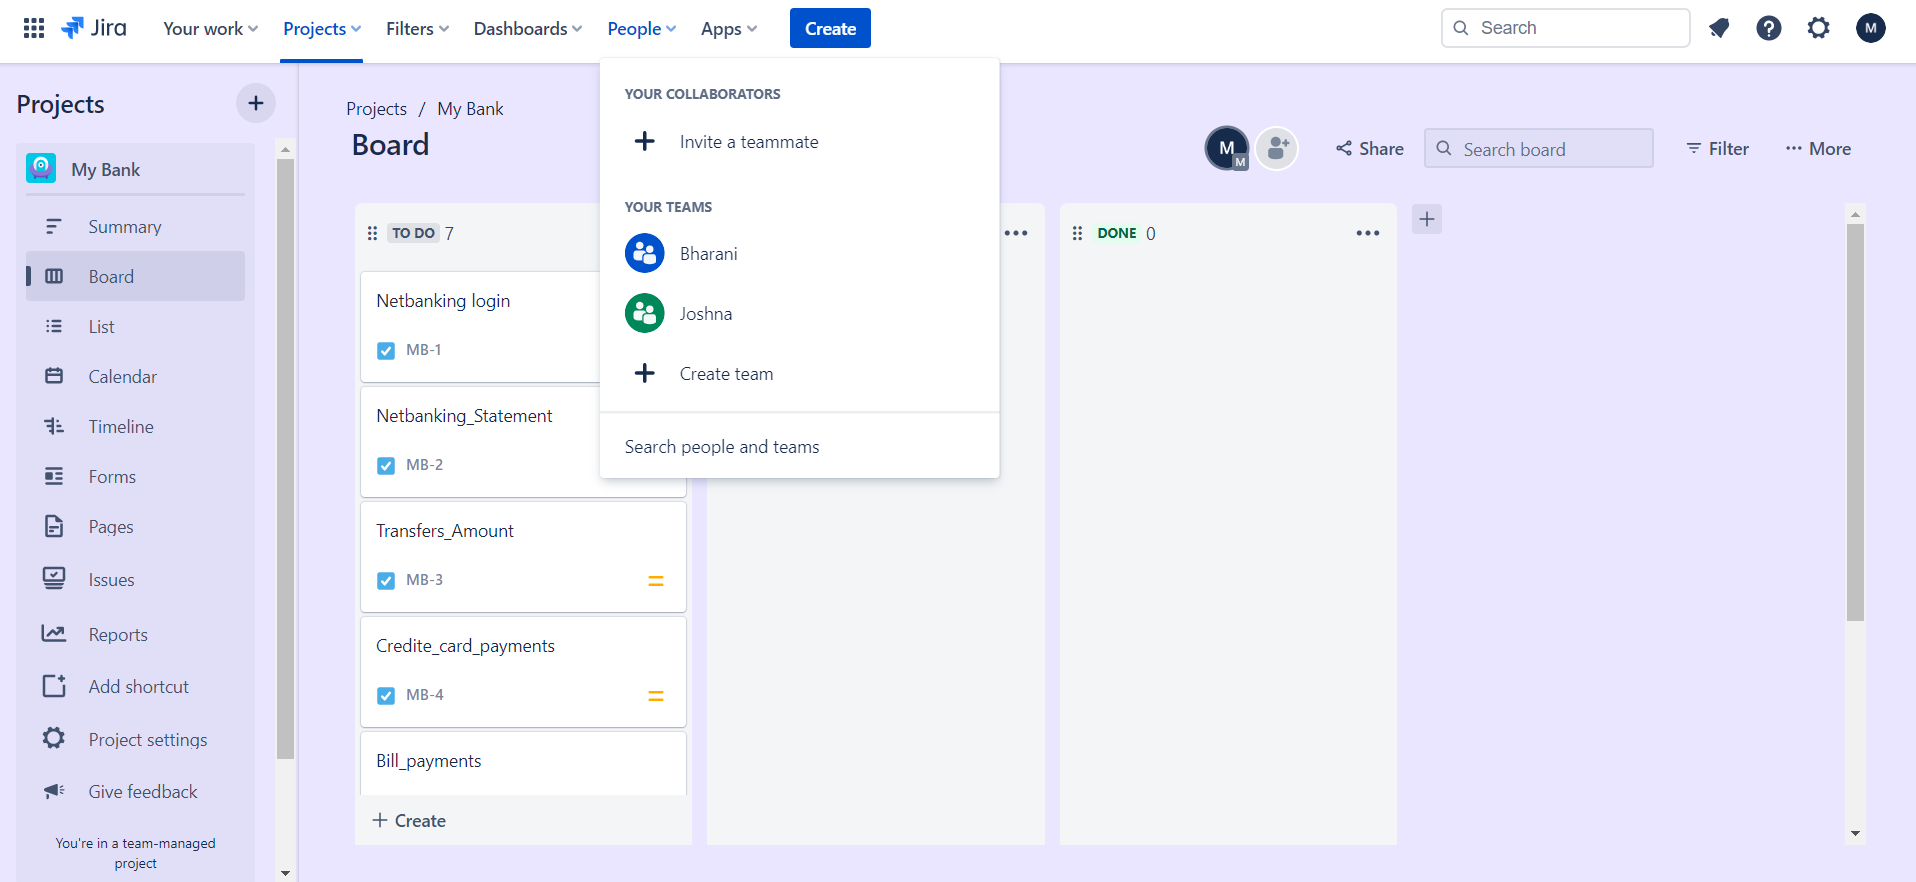 Jira
Your work
Projects
Filters
Dashboards
People
Apps
Create
Search
M
Projects
My Bank
Summary
Board
List
Calendar
Timeline
Forms
Pages
Issues
Reports
Add shortcut
Project settings
Give feedback
You're in a team-managed
project
Projects / My Bank
Board
M
M
Share
Search board
Filter
More
YOUR COLLABORATORS
Invite a teammate
YOUR TEAMS
Bharani
Joshna
Create team
Search people and teams
TO DO 7
Netbanking login
MB-1
Netbanking_Statement
MB-2
Transfers_Amount
MB-3
Credite_card_payments
MB-4
Bill_payments
Create
DONE 0